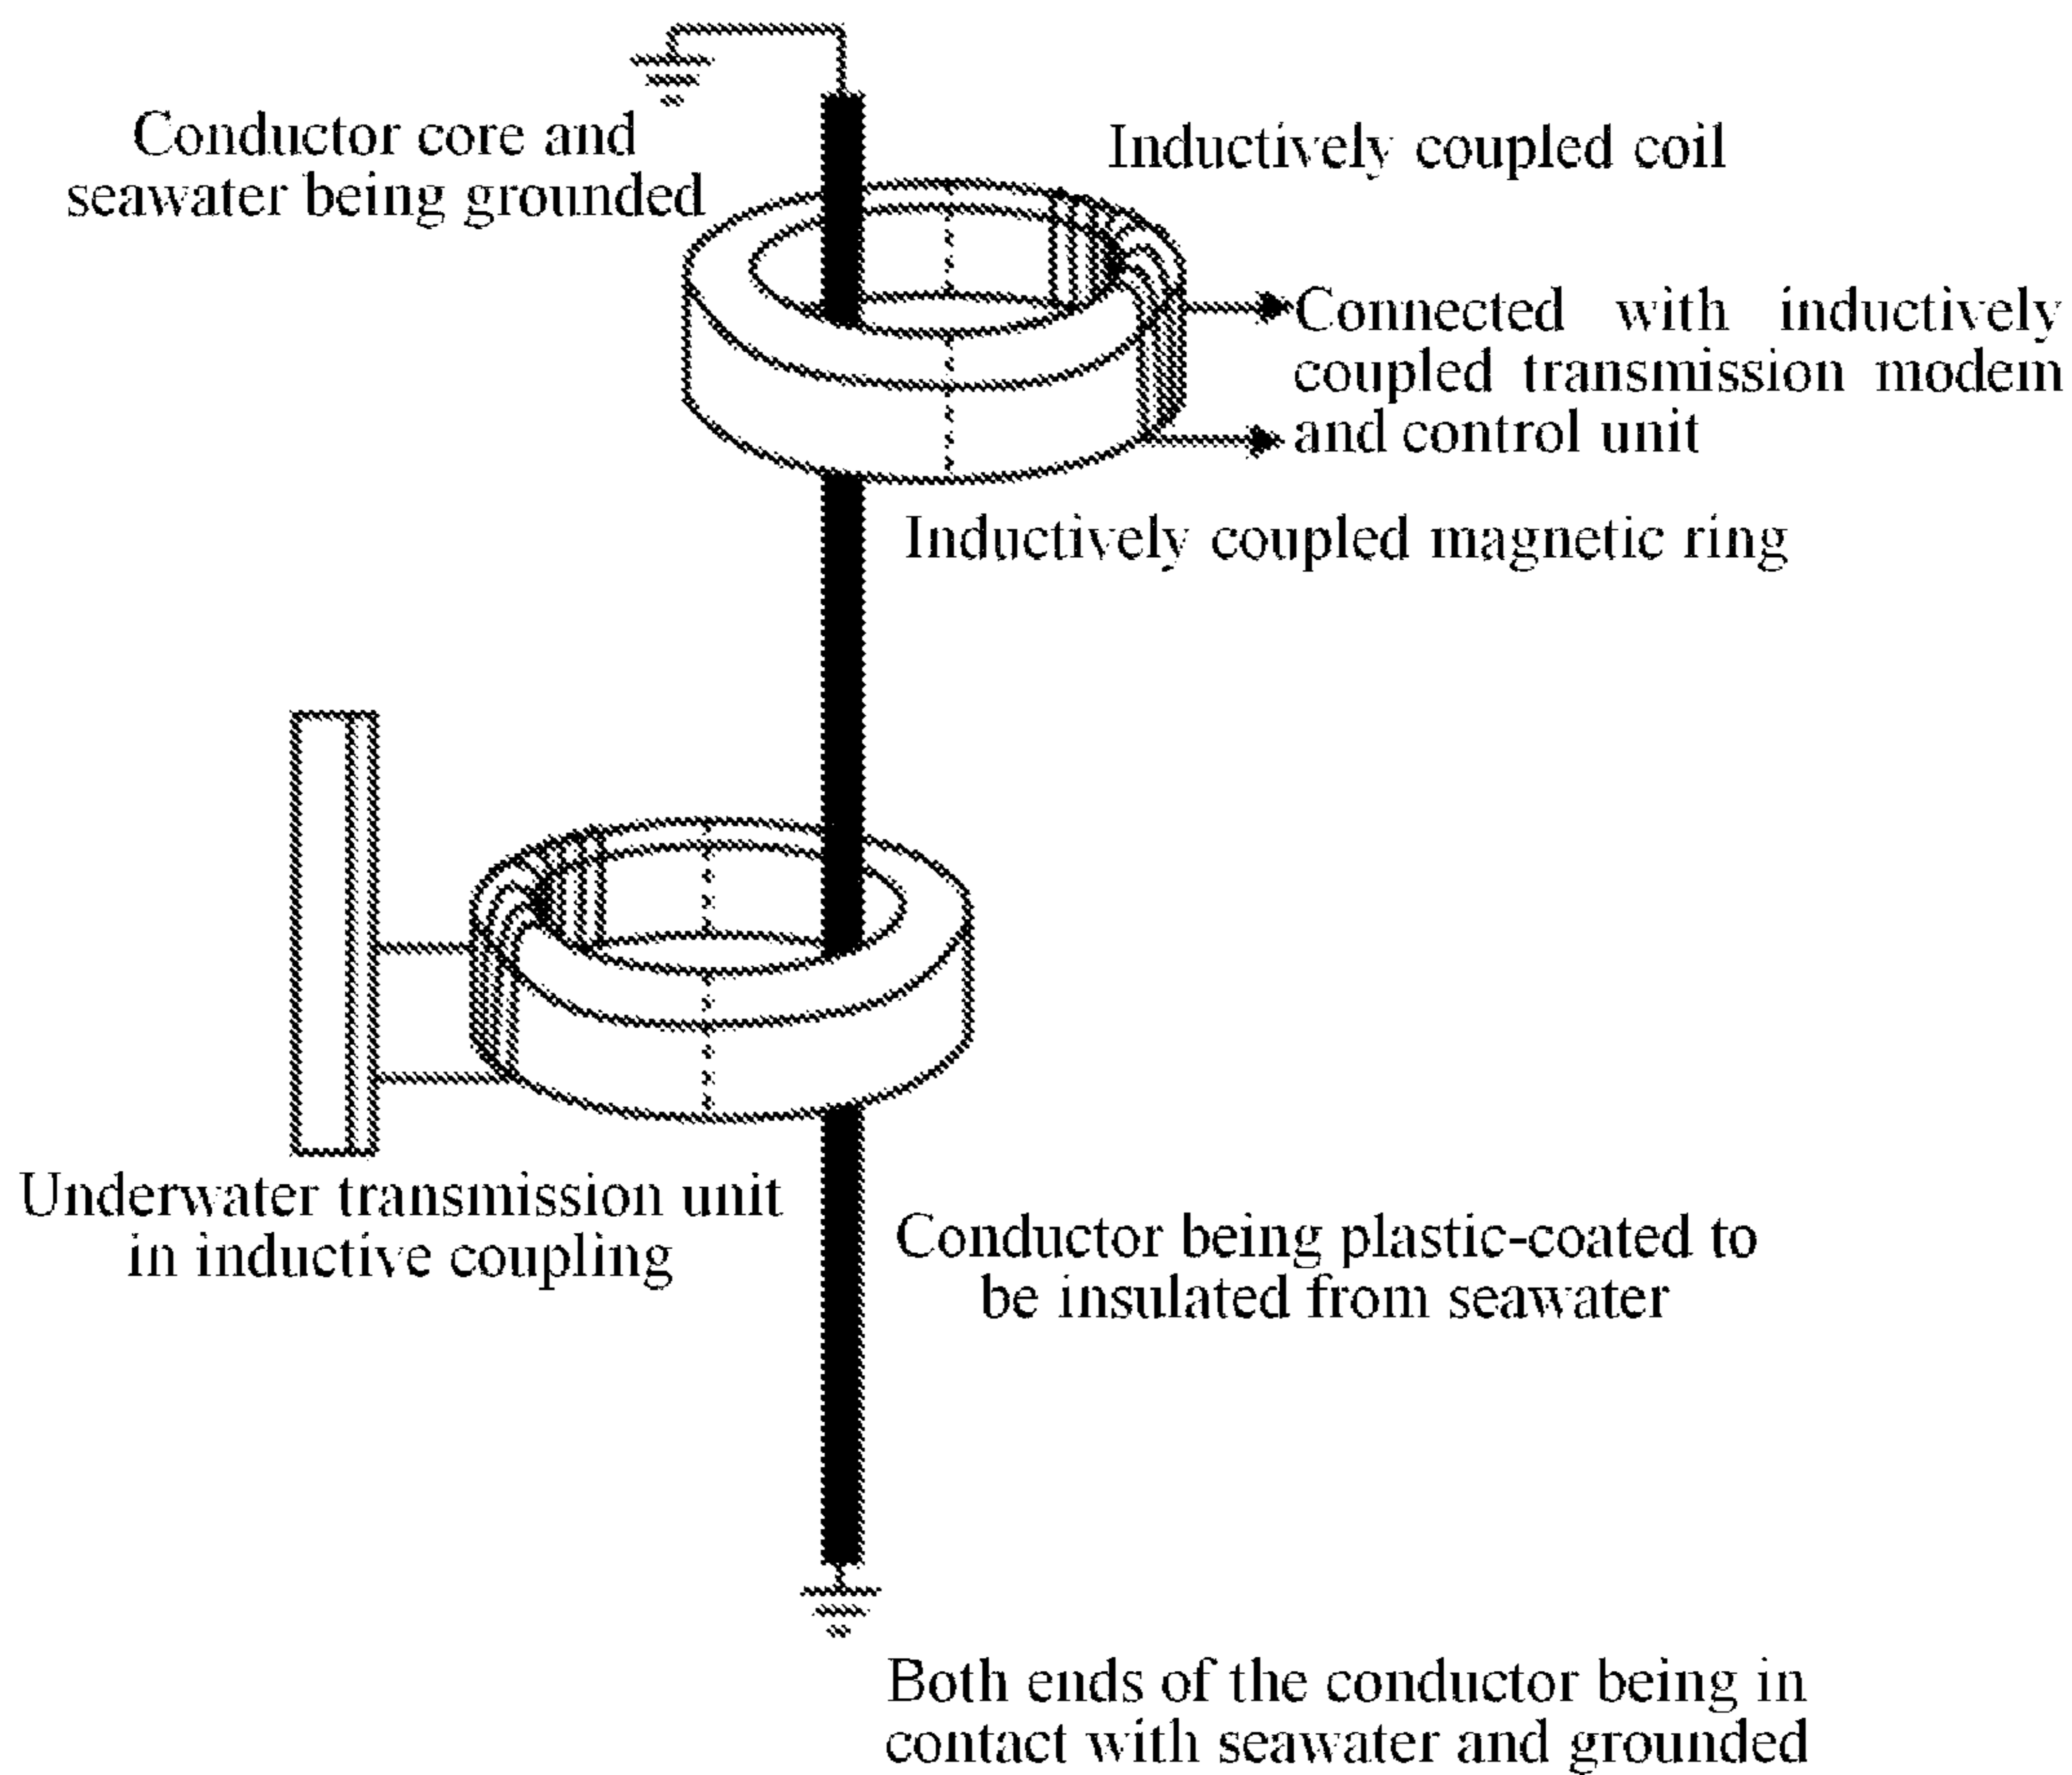 Conductor core and
seawater being grounded
Inductively coupled coil
Connected with inductively
coupled transmission modem
and control unit
Inductively coupled magnetic ring
Underwater transmission unit
in inductive coupling
Conductor being plastic-coated to
be insulated from seawater
Both ends of the conductor being in
contact with seawater and grounded